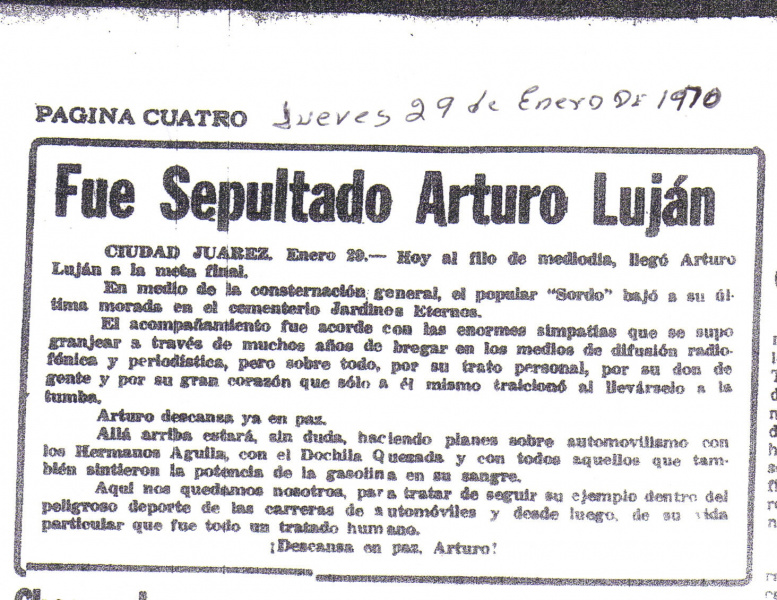 PAGINA CUATRO Jueves 29 de Enero DE 1970
Fue Sepultado Arturo Luján
CIUDAD JUAREZ. Enero 29.— Hoy al filo de mediodía, llegó Arturo
Luján a la meta final.
En medio de la consternación general, el popular "Sordo" bajó a su úl-
tima morada en el cementerio Jardines Eternos.
El acompañamiento fue acorde con las enormes simpatías que se supo
granjear a través de muchos años de bregar en los medios de difusión radio-
fónica y periodística, pero sobre todo, por su trato personal, por su don de
gente y por su gran corazón que sólo a él mismo traicionó al llevárselo a la
tumba.
Arturo descansa ya en paz.
Allá arriba estará, sin duda, haciendo planes sobre automovilismo con
los Hermanos Aguila, con el Dochila Quezada y con todos aquellos que tam-
bién sintieron la potencia de la gasolina en su sangre.
Aquí nos quedamos nosotros, para tratar de seguir su ejemplo dentro del
peligroso deporte de las carreras de automóviles y desde luego, de su vida
particular que fue todo un tratado humano.
¡Descansa en paz, Arturo!